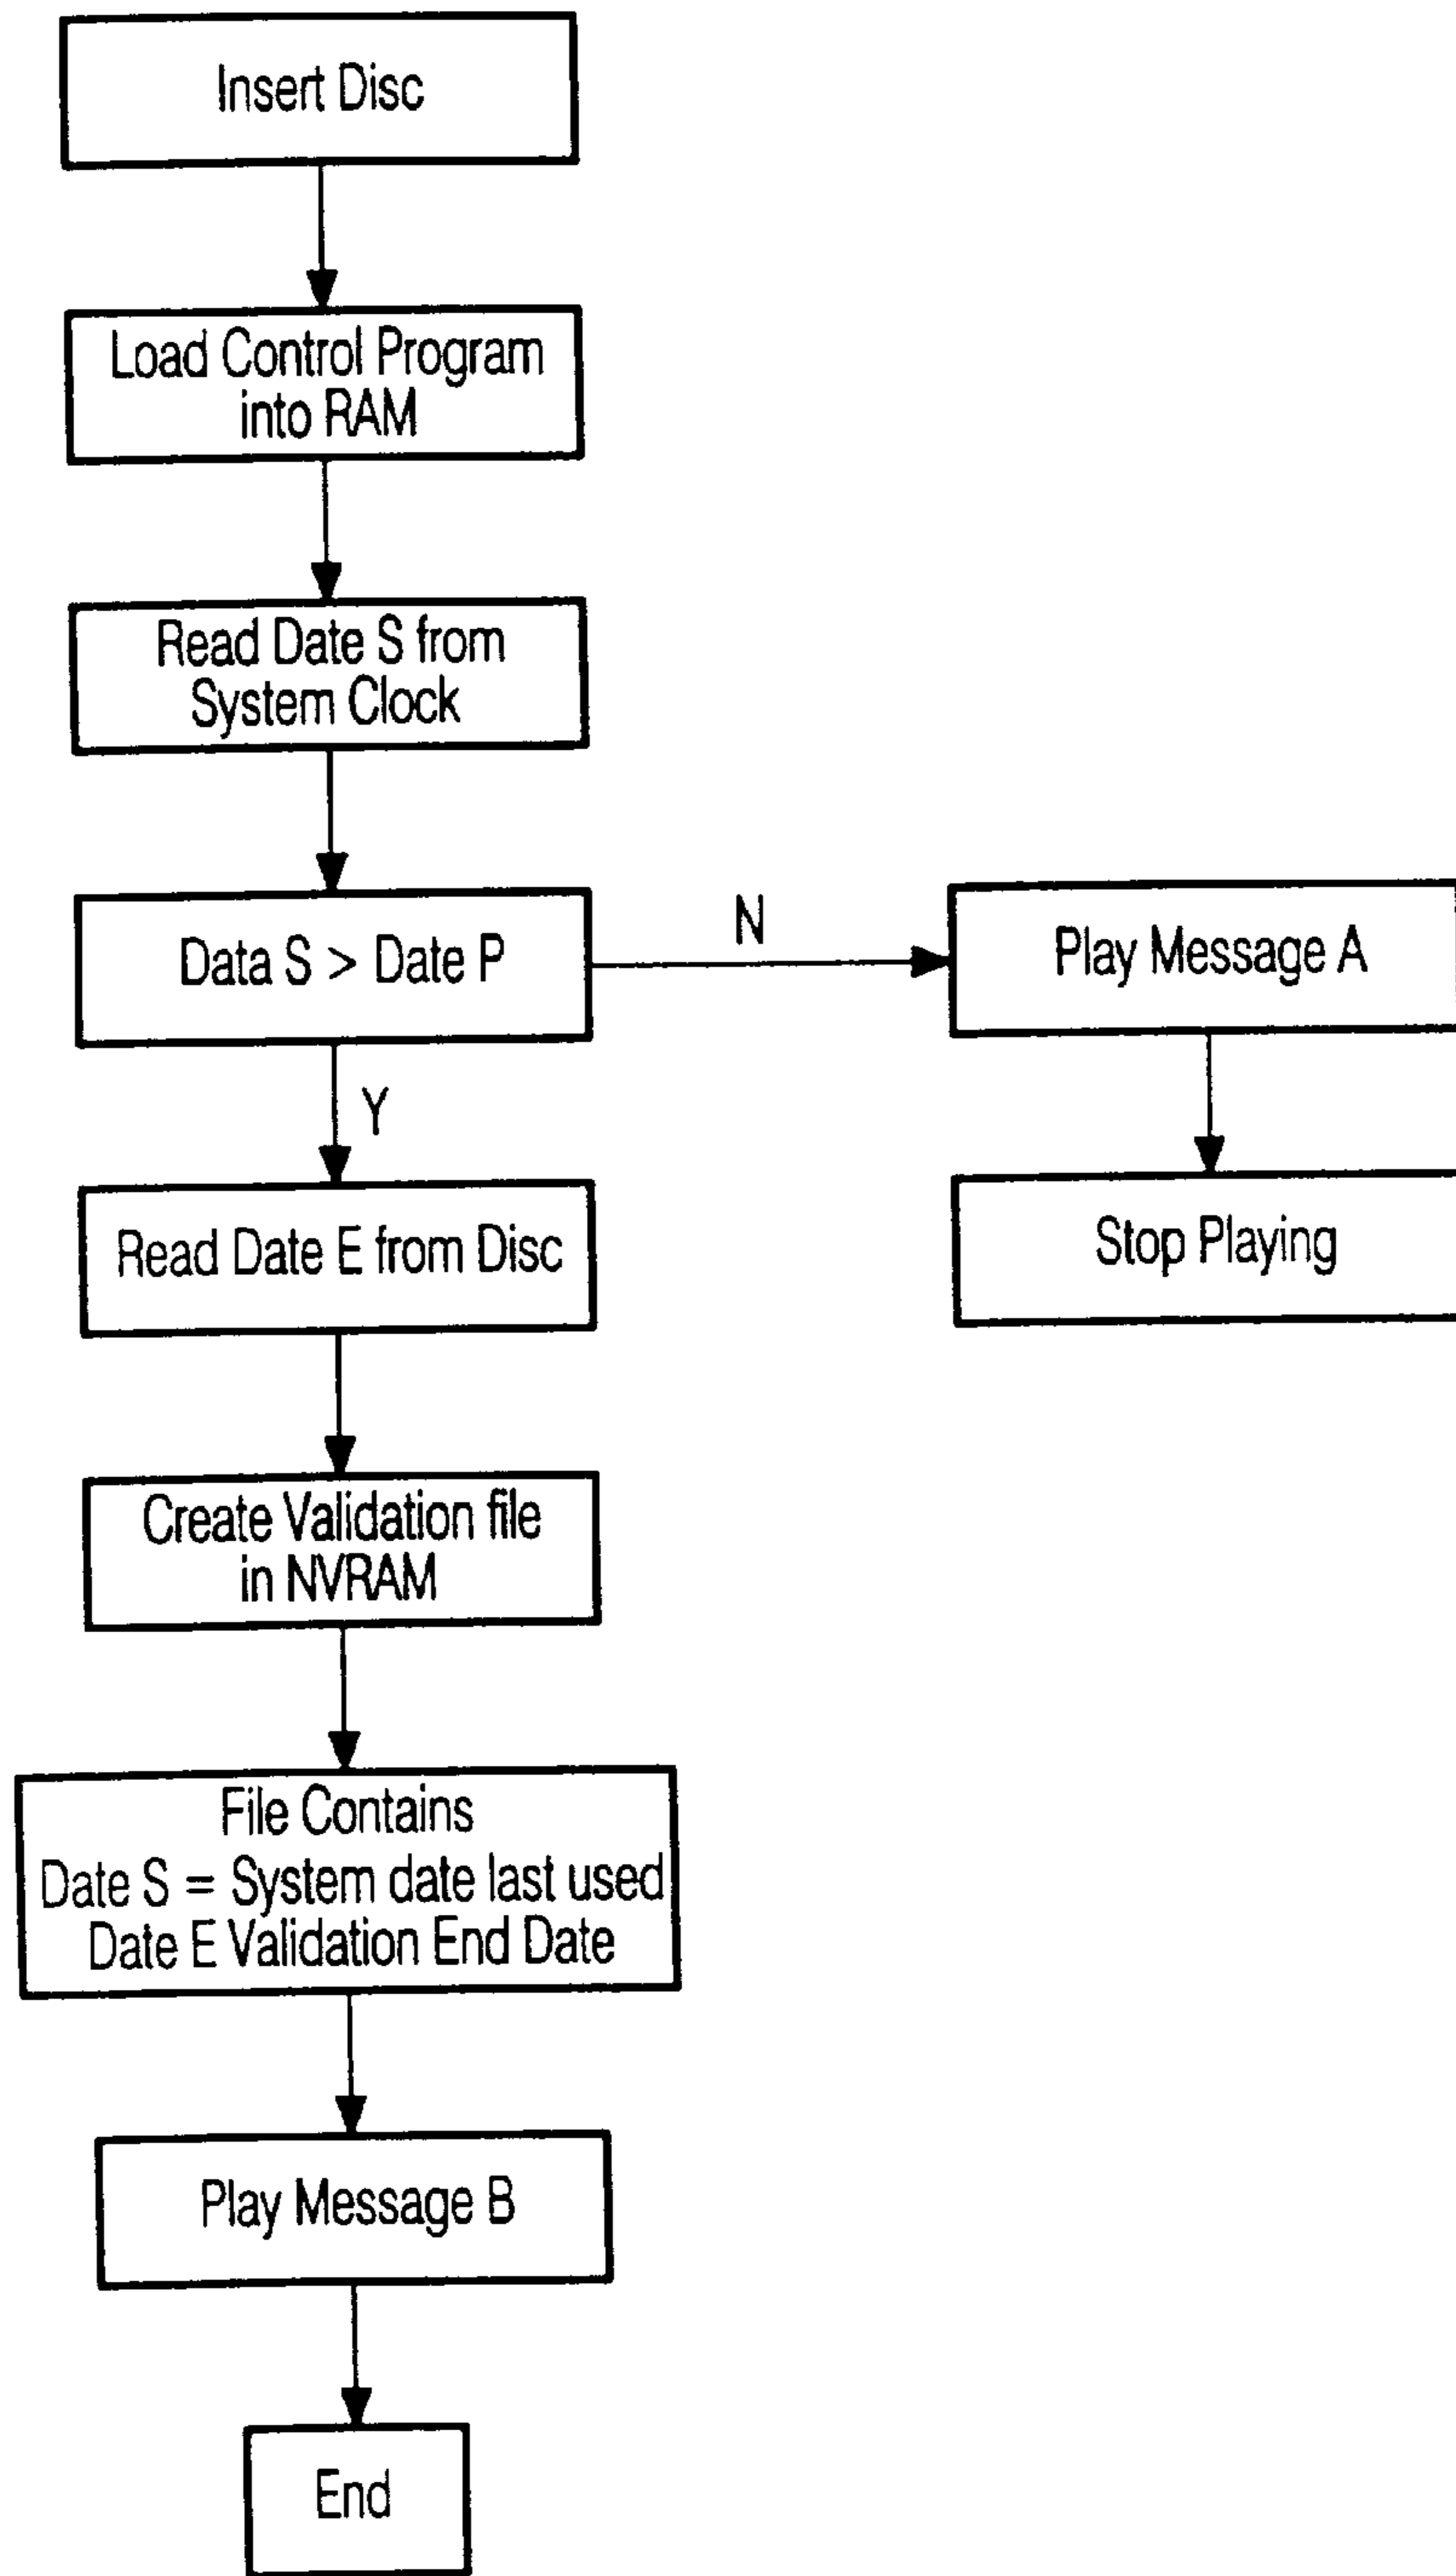 Insert Disc
Load Control Program
into RAM
Read Date S from
System Clock
Data S > Date P
N
Play Message A
Y
Stop Playing
Read Date E from Disc
Create Validation file
in NVRAM
File Contains
Date S = System date last used
Date E Validation End Date
Play Message B
End